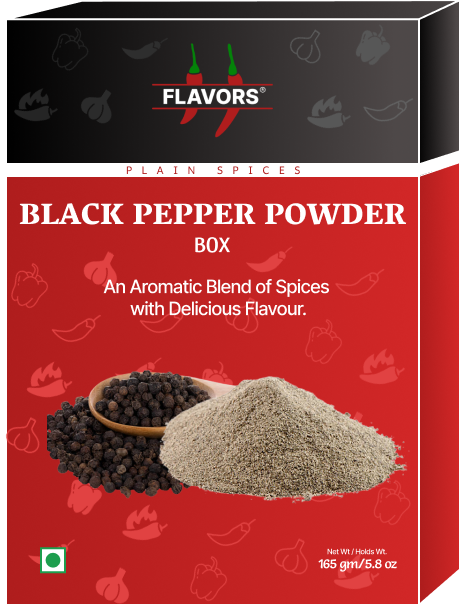 FLAVORS®
PLAIN SPICES
BLACK PEPPER POWDER
BOX
An Aromatic Blend of Spices
with Delicious Flavour.
Net Wt / Holds Wt.
165 gm/5.8 oz